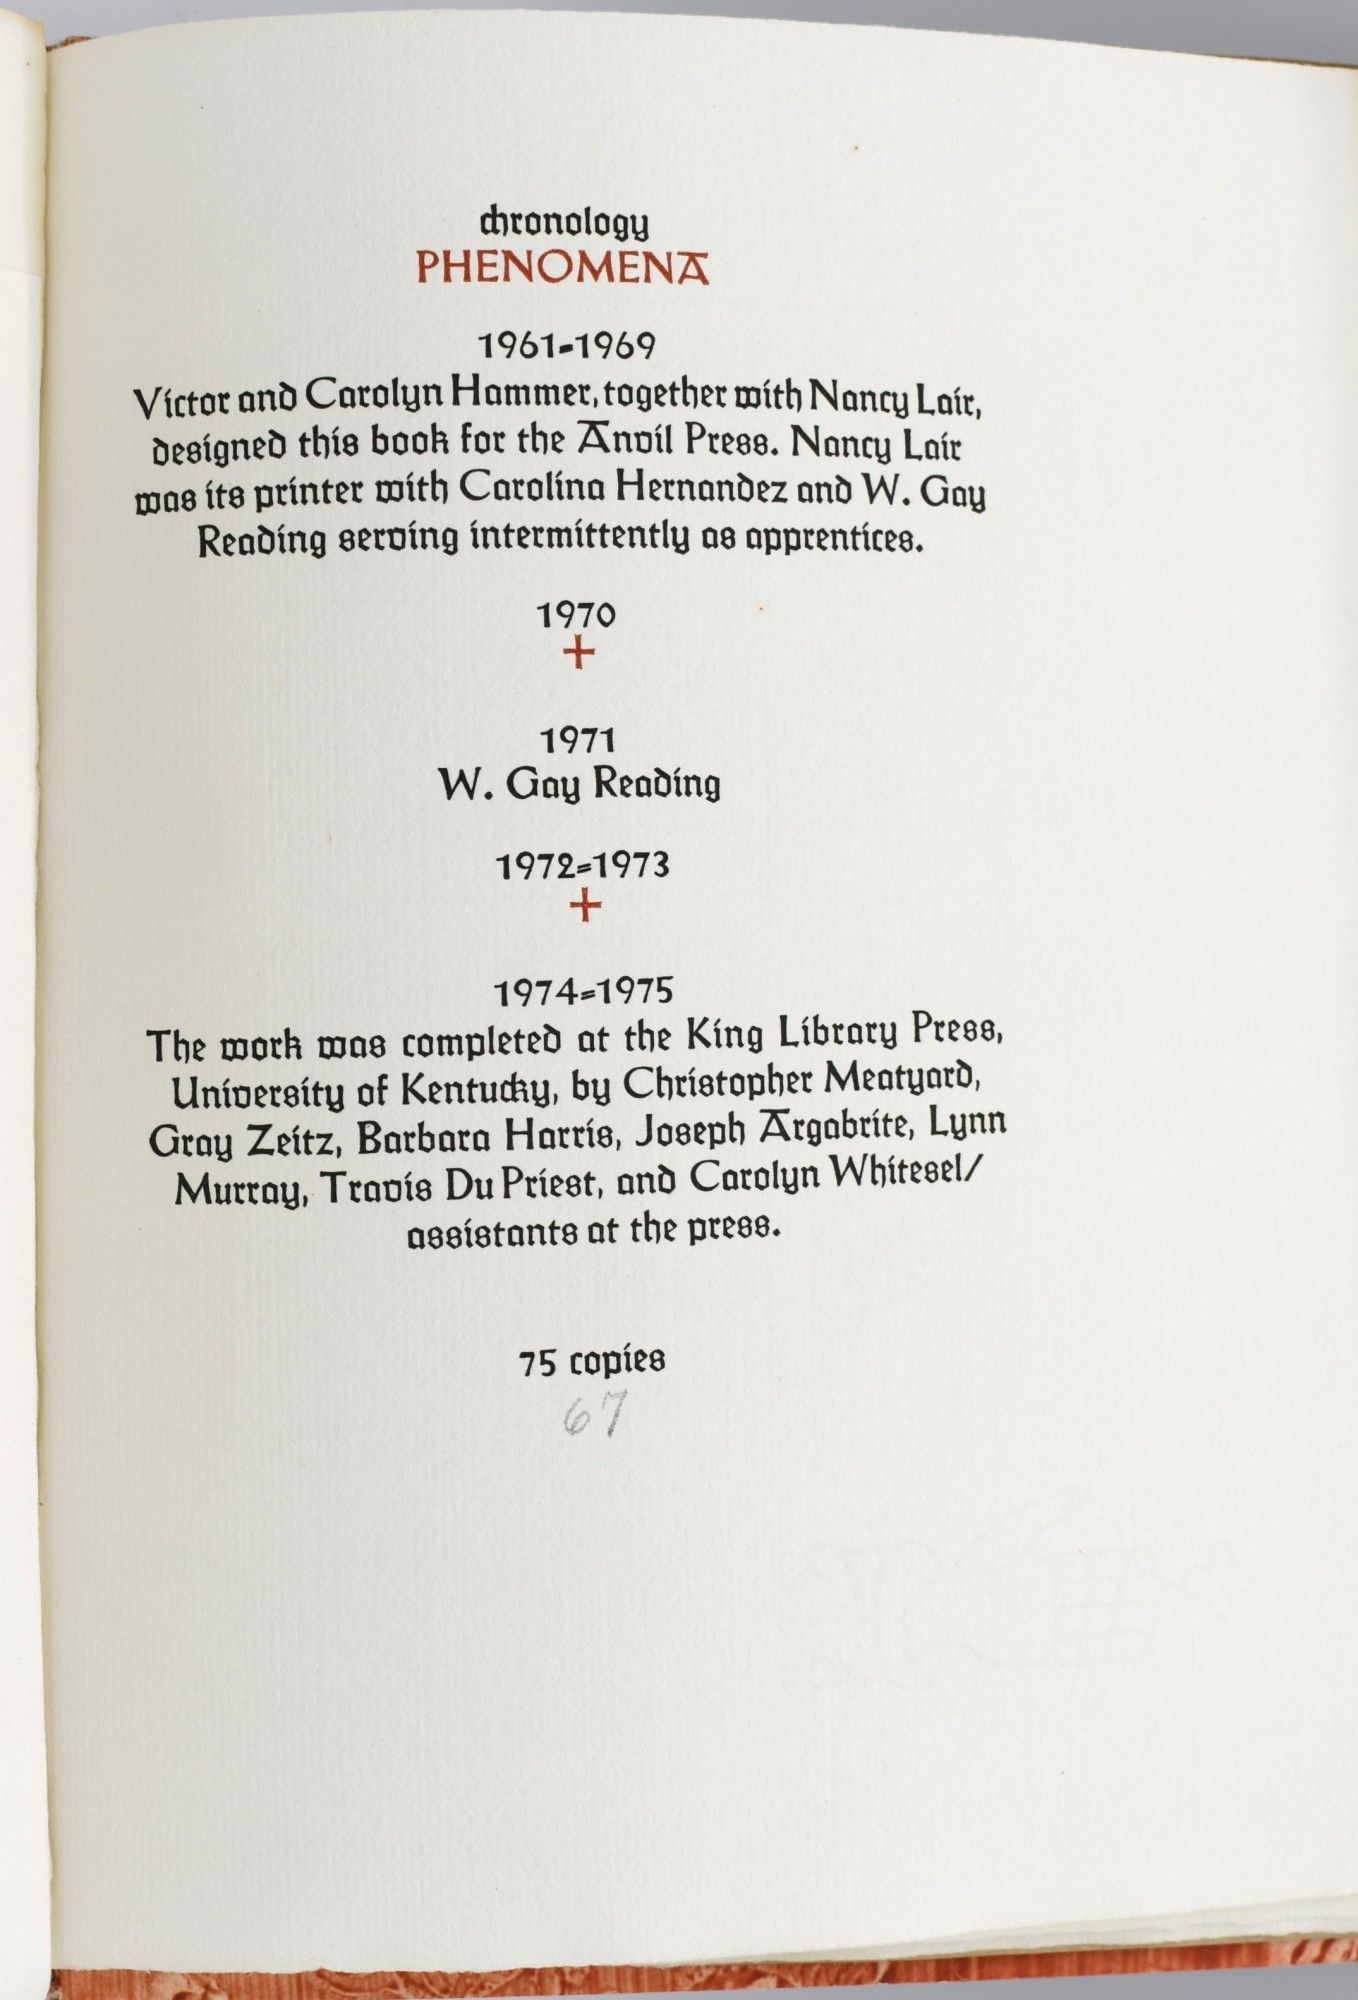 chronology
PHENOMENA
1961-1969
Victor and Carolyn Hammer, together with Nancy Lair,
designed this book for the Anvil Press. Nancy Lair
was its printer with Carolina Hernandez and W. Gay
Reading serving intermittently as apprentices.
1970
+
1971
W. Gay Reading
1972=1973
+
1974=1975
The work was completed at the King Library Press,
University of Kentucky, by Christopher Meatyard,
Gray Zeitz, Barbara Harris, Joseph Argabrite, Lynn
Murray, Travis Du Priest, and Carolyn Whitesel/
assistants at the press.
75 copies
67